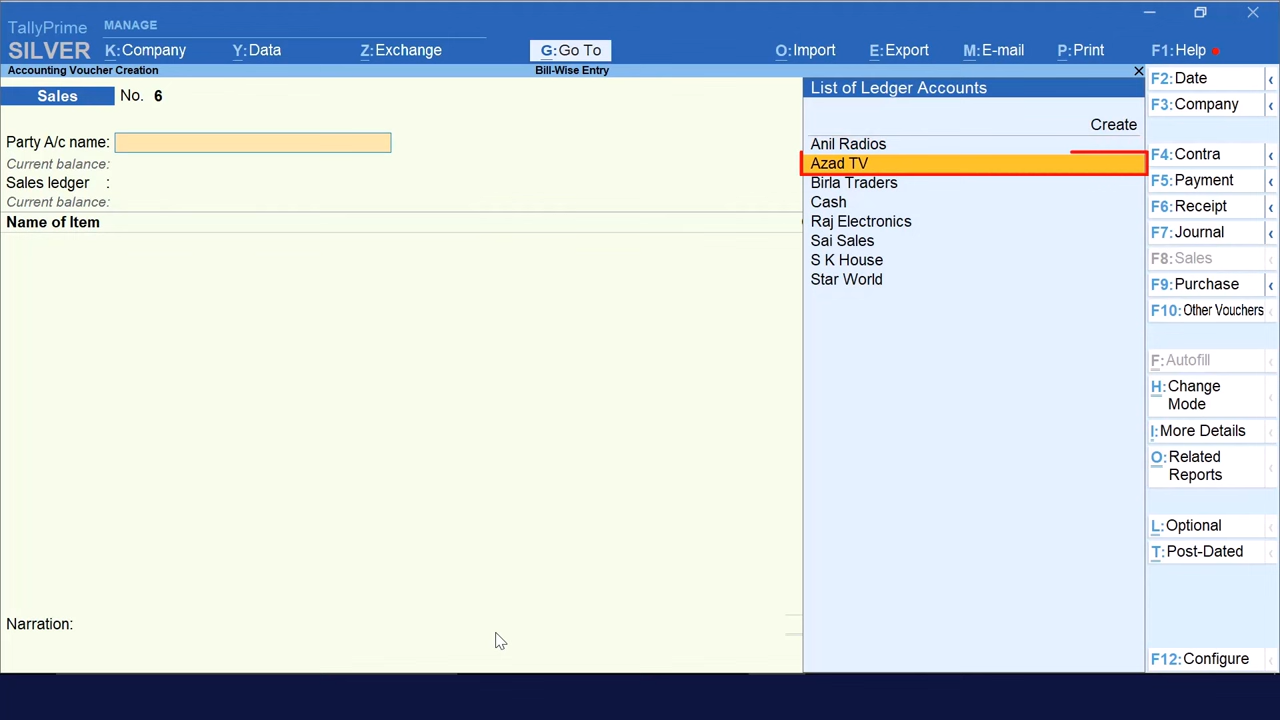 TallyPrime
MANAGE
SILVER
K:Company
Y:Data
Z:Exchange
G:Go To
O:Import
E:Export
M:E-mail
P:Print
F1:Help
Accounting Voucher Creation
Bill-Wise Entry
Sales No. 6
Party A/c name:
Current balance:
Sales ledger :
Current balance:
Name of Item
Narration:
List of Ledger Accounts
Create
Anil Radios
Azad TV
Birla Traders
Cash
Raj Electronics
Sai Sales
S K House
Star World
F2:Date
F3:Company
F4:Contra
F5:Payment
F6:Receipt
F7:Journal
F8:Sales
F9:Purchase
F10:Other Vouchers
F:Autofill
H:Change
Mode
I:More Details
O:Related
Reports
L:Optional
T:Post-Dated
F12:Configure